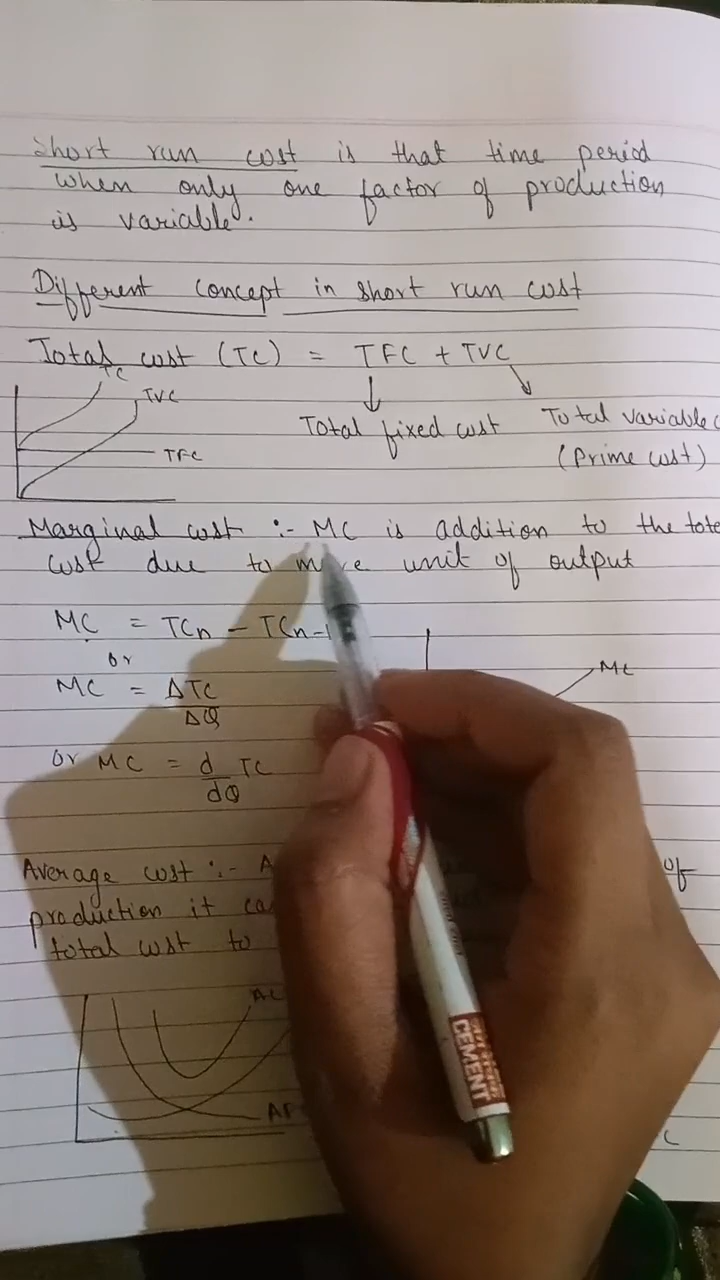 Short run cost is that time period
when only one factor of production
is variable.
Different concept in short run cost
Total cost (TC) = TFC + TVC
TC
TVC
TFC
Total fixed cost
Total variable
(Prime cost)
Marginal cost :- MC is addition to the
cost due to unit of output
MC = TCn - TCn-1
or
MC = ΔTC
ΔQ
MC
or MC = d TC
dQ
Average cost :- A
of
production it
total cost to
CEMENT